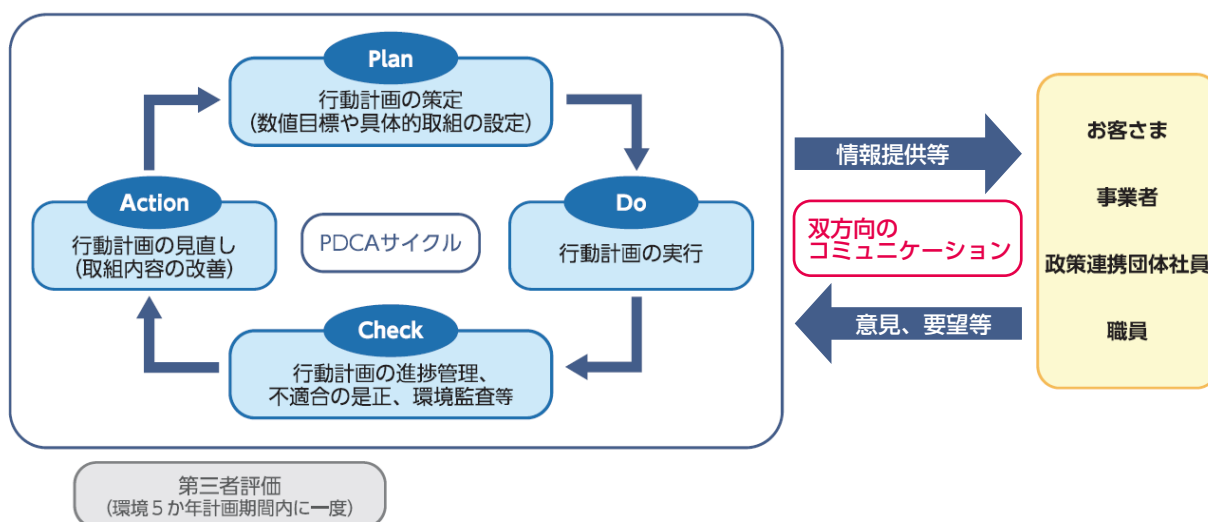 Plan
行動計画の策定
(数値目標や具体的取組の設定)
Action
行動計画の見直し
(取組内容の改善)
PDCAサイクル
Do
行動計画の実行
Check
行動計画の進捗管理、
不適合の是正、環境監査等
情報提供等
双方向の
コミュニケーション
意見、要望等
お客さま
事業者
政策連携団体社員
職員
第三者評価
(環境5か年計画期間内に一度)